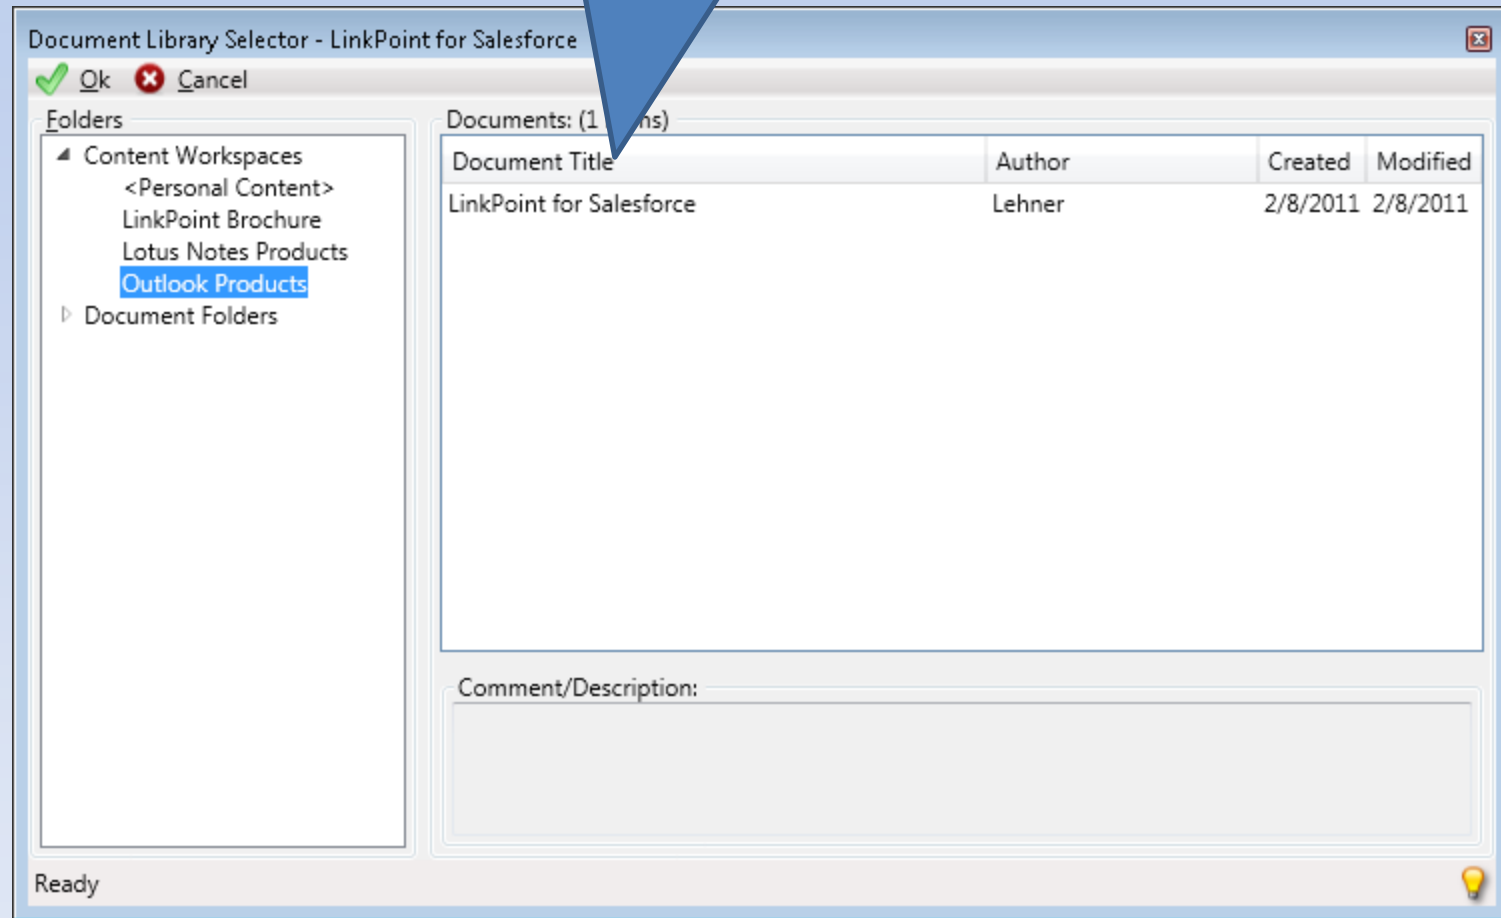 Document Library Selector - LinkPoint for Salesforce
Ok Cancel
Folders
Content Workspaces
<Personal Content>
LinkPoint Brochure
Lotus Notes Products
Outlook Products
Document Folders
Documents: (1
Document Title Author Created Modified
LinkPoint for Salesforce Lehner 2/8/2011 2/8/2011
Comment/Description:
Ready